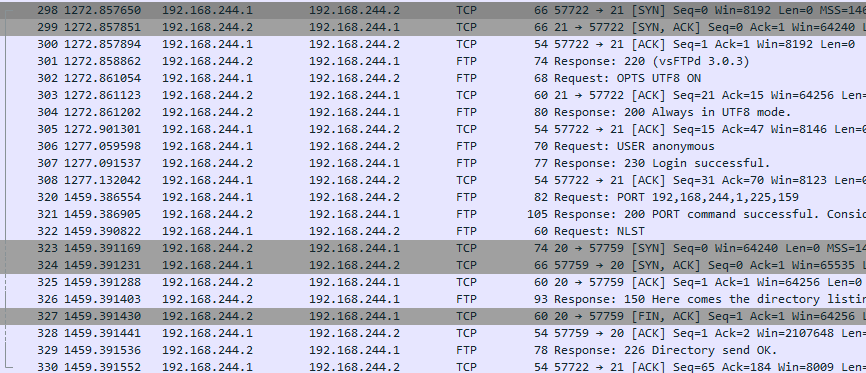 298 1272.857650 192.168.244.1 192.168.244.2 TCP 66 57722 → 21 [SYN] Seq=0 Win=8192 Len=0 MSS=146
299 1272.857851 192.168.244.2 192.168.244.1 TCP 66 21 → 57722 [SYN, ACK] Seq=0 Ack=1 Win=64240
300 1272.857894 192.168.244.1 192.168.244.2 TCP 54 57722 → 21 [ACK] Seq=1 Ack=1 Win=8192 Len=0
301 1272.858862 192.168.244.2 192.168.244.1 FTP 74 Response: 220 (vsFTPd 3.0.3)
302 1272.861054 192.168.244.1 192.168.244.2 FTP 68 Request: OPTS UTF8 ON
303 1272.861123 192.168.244.2 192.168.244.1 TCP 60 21 → 57722 [ACK] Seq=21 Ack=15 Win=64256 Len=
304 1272.861202 192.168.244.2 192.168.244.1 FTP 80 Response: 200 Always in UTF8 mode.
305 1272.901301 192.168.244.1 192.168.244.2 TCP 54 57722 → 21 [ACK] Seq=15 Ack=47 Win=8146 Len=0
306 1277.059598 192.168.244.1 192.168.244.2 FTP 70 Request: USER anonymous
307 1277.091537 192.168.244.2 192.168.244.1 FTP 77 Response: 230 Login successful.
308 1277.132042 192.168.244.1 192.168.244.2 TCP 54 57722 → 21 [ACK] Seq=31 Ack=70 Win=8123 Len=0
320 1459.386554 192.168.244.1 192.168.244.2 FTP 82 Request: PORT 192,168,244,1,225,159
321 1459.386905 192.168.244.2 192.168.244.1 FTP 105 Response: 200 PORT command successful. Consid
322 1459.390822 192.168.244.1 192.168.244.2 FTP 60 Request: NLST
323 1459.391169 192.168.244.2 192.168.244.1 TCP 74 20 → 57759 [SYN] Seq=0 Win=64240 Len=0 MSS=14
324 1459.391231 192.168.244.1 192.168.244.2 TCP 66 57759 → 20 [SYN, ACK] Seq=0 Ack=1 Win=65535
325 1459.391288 192.168.244.2 192.168.244.1 TCP 60 20 → 57759 [ACK] Seq=1 Ack=1 Win=64256 Len=0
326 1459.391403 192.168.244.2 192.168.244.1 FTP 93 Response: 150 Here comes the directory listin
327 1459.391430 192.168.244.2 192.168.244.1 TCP 60 20 → 57759 [FIN, ACK] Seq=1 Ack=1 Win=64256
328 1459.391441 192.168.244.1 192.168.244.2 TCP 54 57759 → 20 [ACK] Seq=1 Ack=2 Win=2107648 Len=
329 1459.391536 192.168.244.2 192.168.244.1 FTP 78 Response: 226 Directory send OK.
330 1459.391552 192.168.244.1 192.168.244.2 TCP 54 57722 → 21 [ACK] Seq=65 Ack=184 Win=8009 Len=